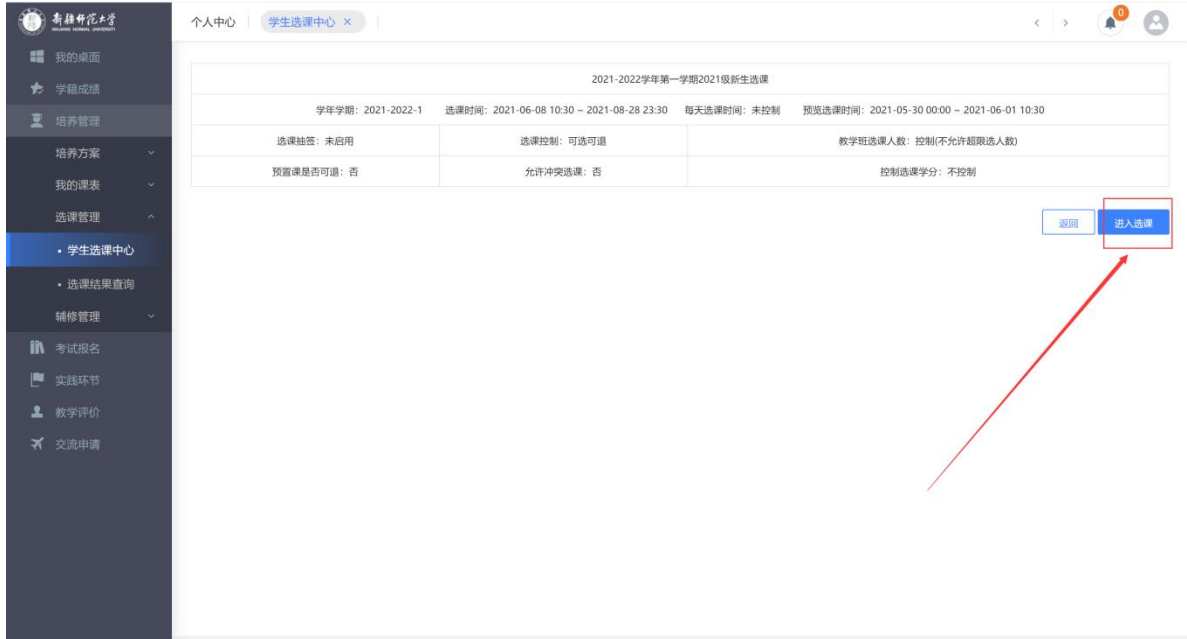 新疆师范大学
XINJIANG NORMAL UNIVERSITY
个人中心
学生选课中心 ×
0
我的桌面
学籍成绩
培养管理
培养方案
我的课表
选课管理
• 学生选课中心
• 选课结果查询
辅修管理
考试报名
实践环节
教学评价
交流申请
2021-2022学年第一学期2021级新生选课
学年学期：2021-2022-1 选课时间：2021-06-08 10:30 ~ 2021-08-28 23:30 每天选课时间：未控制 预览选课时间：2021-05-30 00:00 ~ 2021-06-01 10:30
选课抽签：未启用 选课控制：可选可退 教学班选课人数：控制(不允许超限选人数)
预置课是否可退：否 允许冲突选课：否 控制选课学分：不控制
返回 进入选课